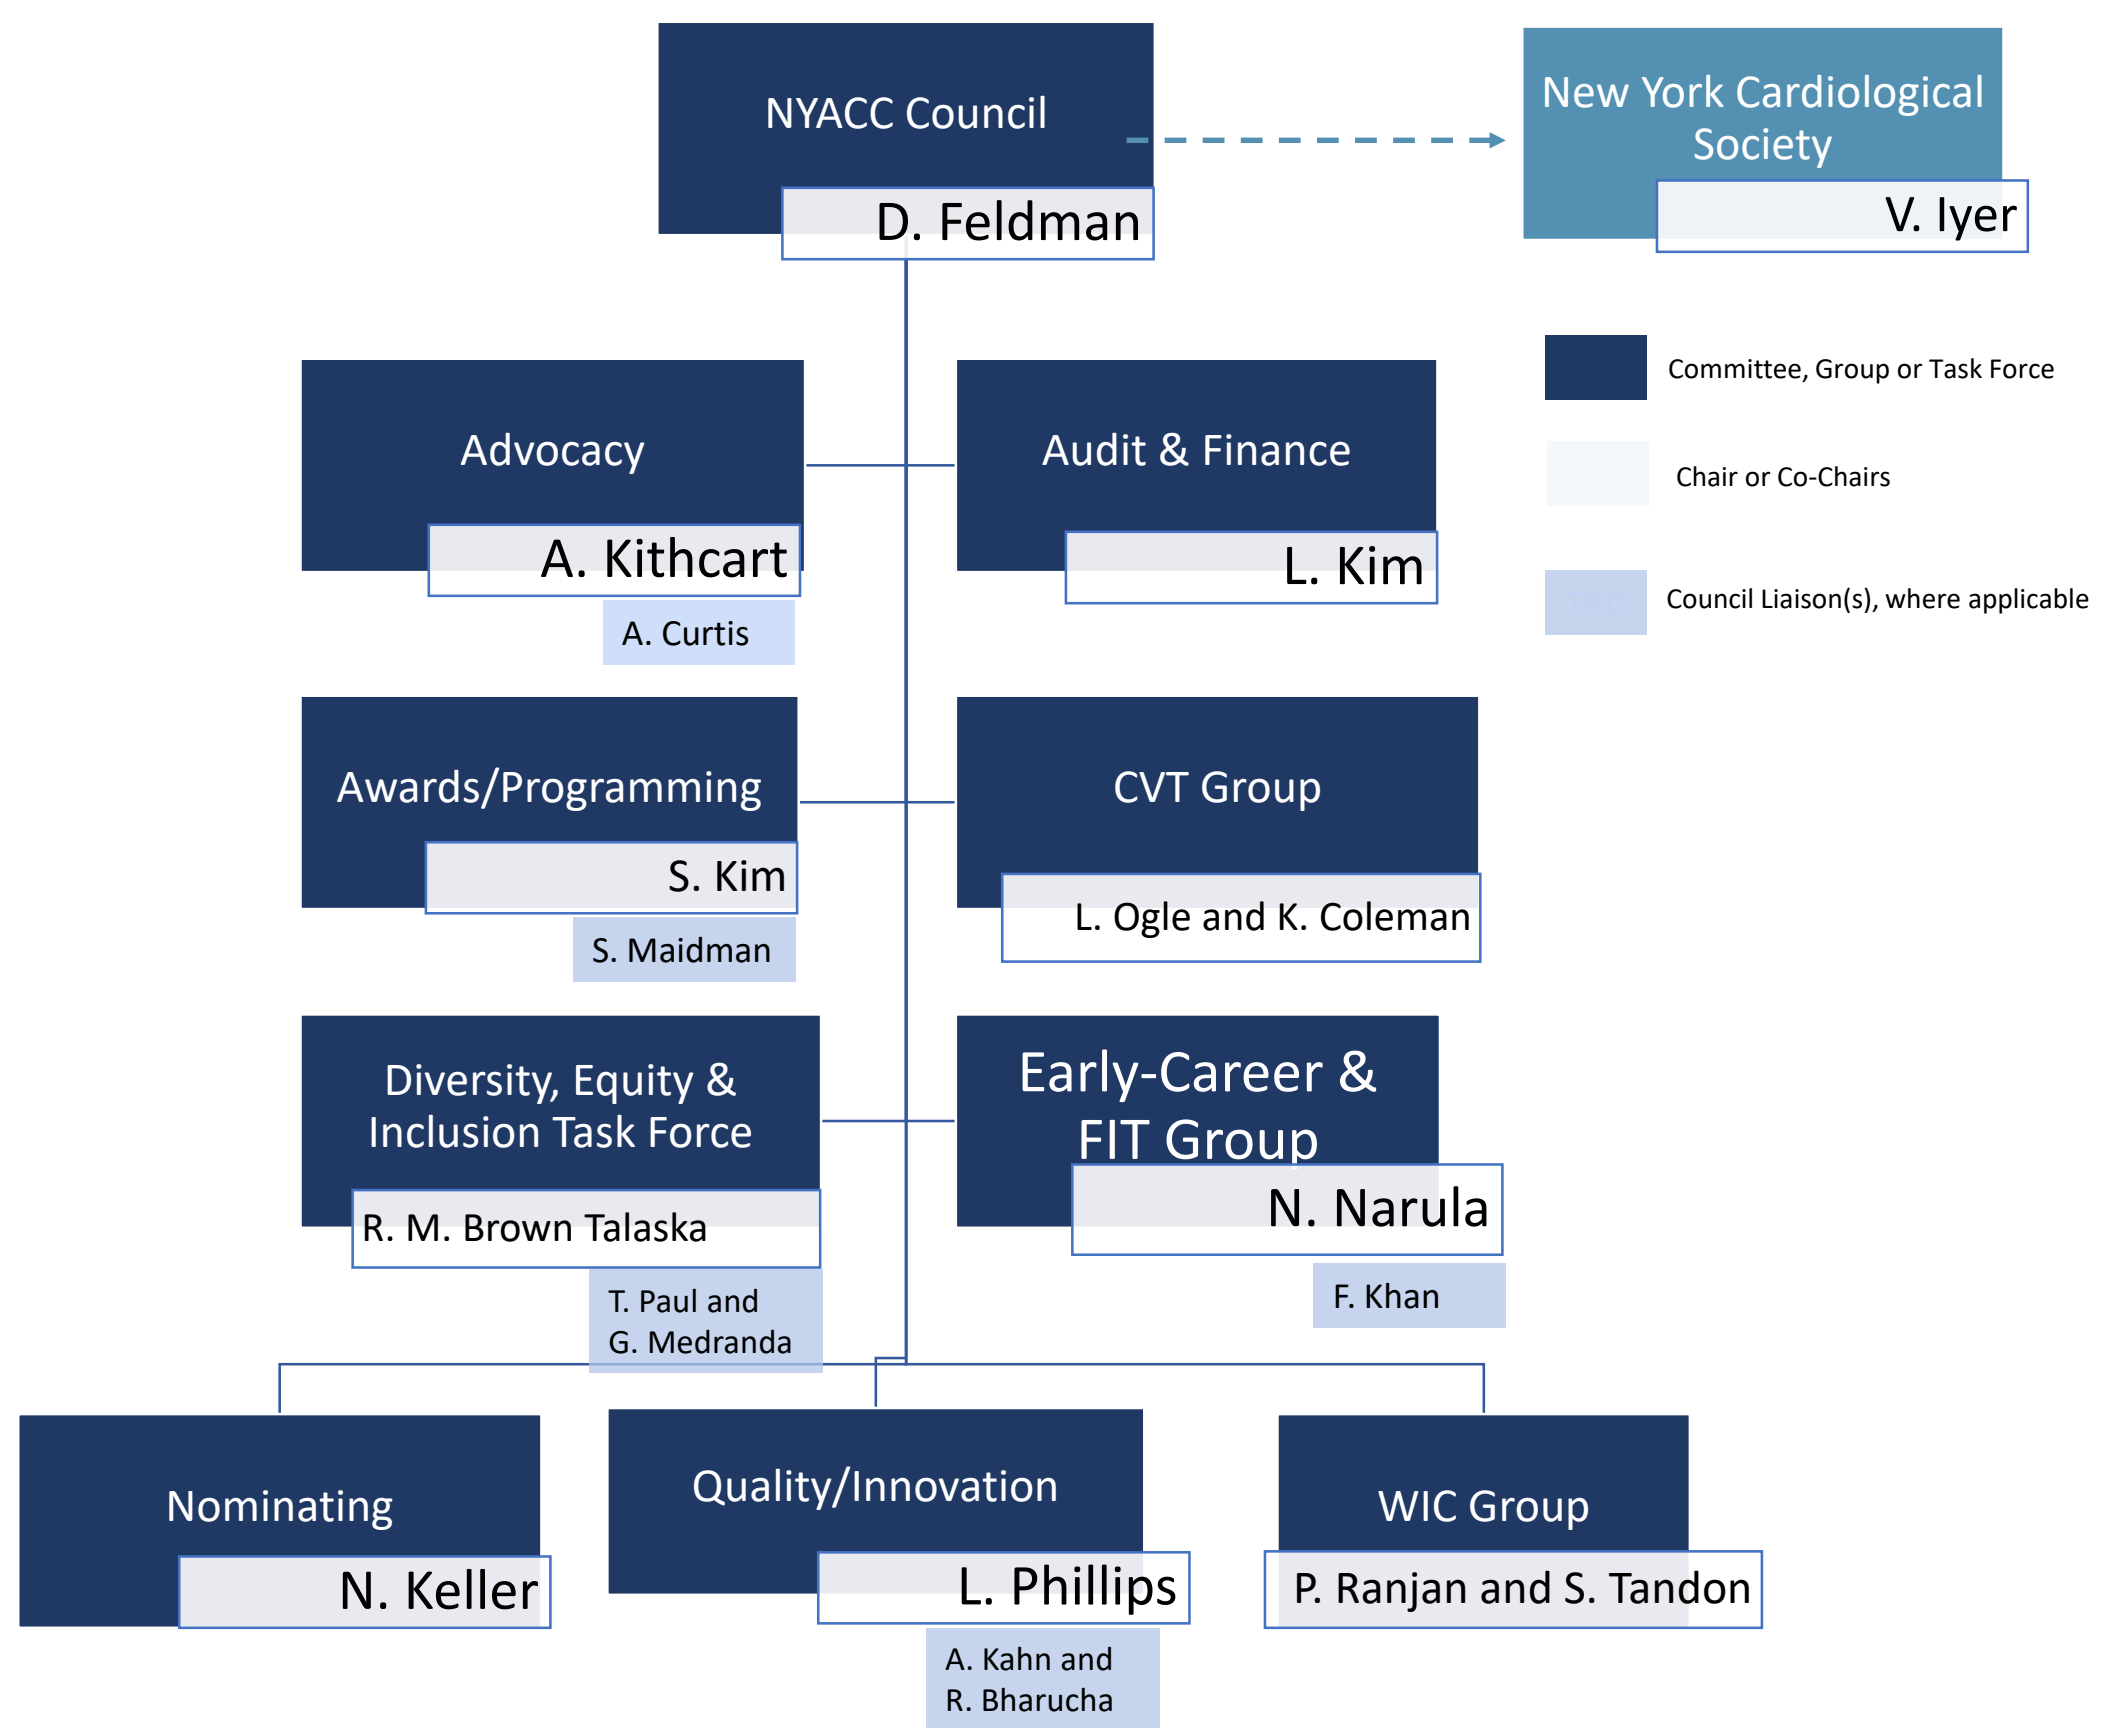 NYACC Council
D. Feldman
New York Cardiological
Society
V. Iyer
Committee, Group or Task Force
Chair or Co-Chairs
TBD
Council Liaison(s), where applicable
Advocacy
A. Kithcart
A. Curtis
Audit & Finance
L. Kim
Awards/Programming
S. Kim
S. Maidman
CVT Group
L. Ogle and K. Coleman
Diversity, Equity &
Inclusion Task Force
R. M. Brown Talaska
T. Paul and
G. Medranda
Early-Career &
FIT Group
N. Narula
F. Khan
Nominating
N. Keller
Quality/Innovation
L. Phillips
A. Kahn and
R. Bharucha
WIC Group
P. Ranjan and S. Tandon